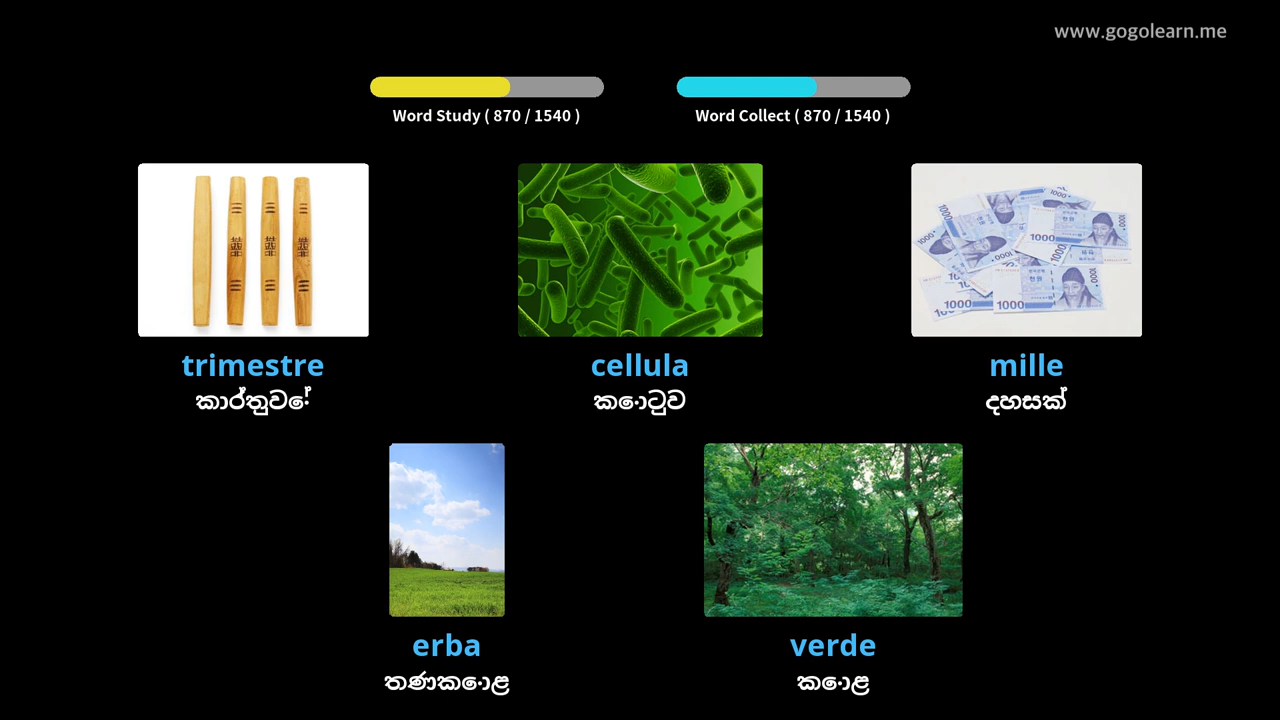 www.gogolearn.me
Word Study ( 870 / 1540 )
Word Collect ( 870 / 1540 )
trimestre
cellula
mille
කාර්තුවේ
කොටුව
දහසක්
erba
verde
තණකොළ
කොළ